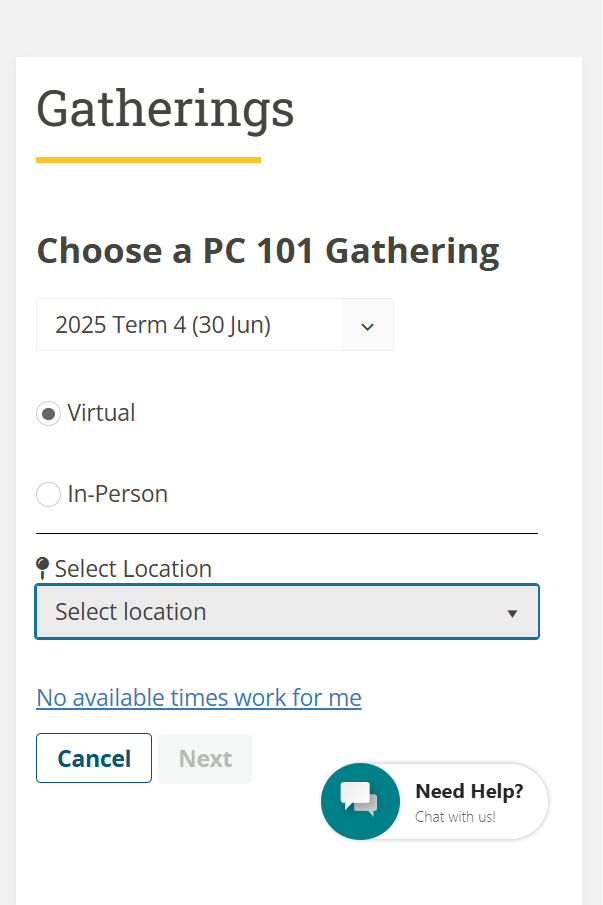 Gatherings
Choose a PC 101 Gathering
2025 Term 4 (30 Jun)
Virtual
In-Person
Select Location
Select location
No available times work for me
Cancel Next
Need Help?
Chat with us!